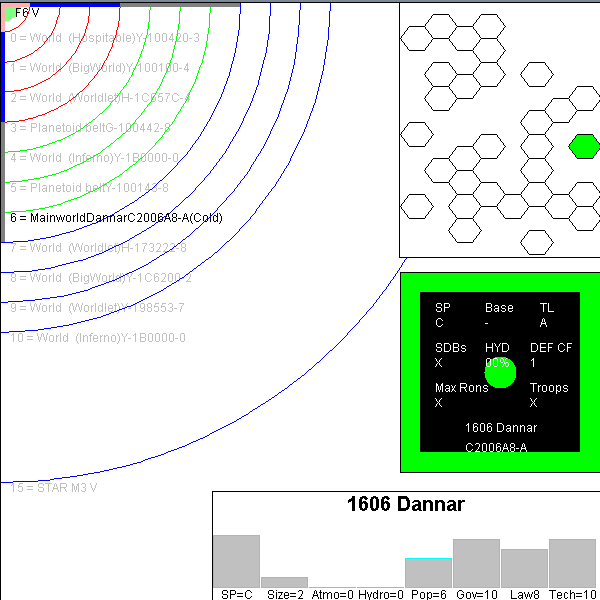 F6 V
0 = World (Hospitable)Y-100420-3
1 = World (BigWorld)Y-100100-4
2 = World (Worldlet)H-1C657C-4
3 = Planetoid beltG-100442-8
4 = World (Inferno)Y-1B0000-0
5 = Planetoid beltY-100143-8
6 = MainworldDannarC2006A8-A(Cold)
7 = World (Worldlet)H-173222-8
8 = World (BigWorld)Y-1C6200-2
9 = World (Worldlet)Y-198553-7
10 = World (Inferno)Y-1B0000-0
15 = STAR M3 V
SP Base TL
C - A
SDBs HYD DEF CF
X 00% 1
Max Rons Troops
X X
1606 Dannar
C2006A8-A
1606 Dannar
SP=C Size=2 Atmo=0 Hydro=0 Pop=6 Gov=10 Law8 Tech=10